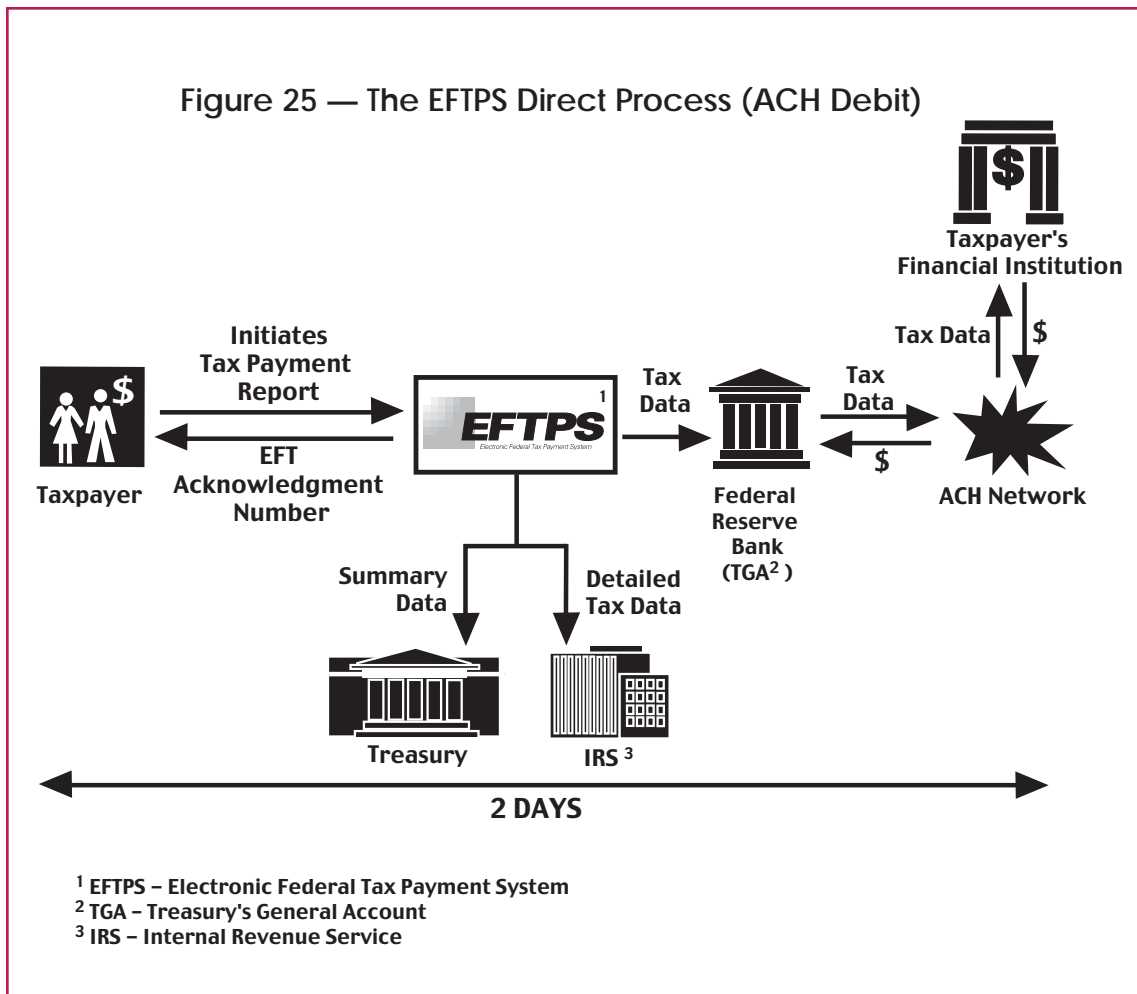 Figure 25 — The EFTPS Direct Process (ACH Debit)
$
Taxpayer's
Financial Institution
Tax Data
$
Initiates
Tax Payment
Report
$
EFT
Acknowledgment
Number
Taxpayer
1
EFTPS
Electronic Federal Tax Payment System
Tax
Data
Tax
Data
$
Federal
Reserve
Bank
(TGA2 )
ACH Network
Summary
Data
Detailed
Tax Data
Treasury
IRS 3
2 DAYS
1 EFTPS – Electronic Federal Tax Payment System
2 TGA – Treasury's General Account
3 IRS – Internal Revenue Service